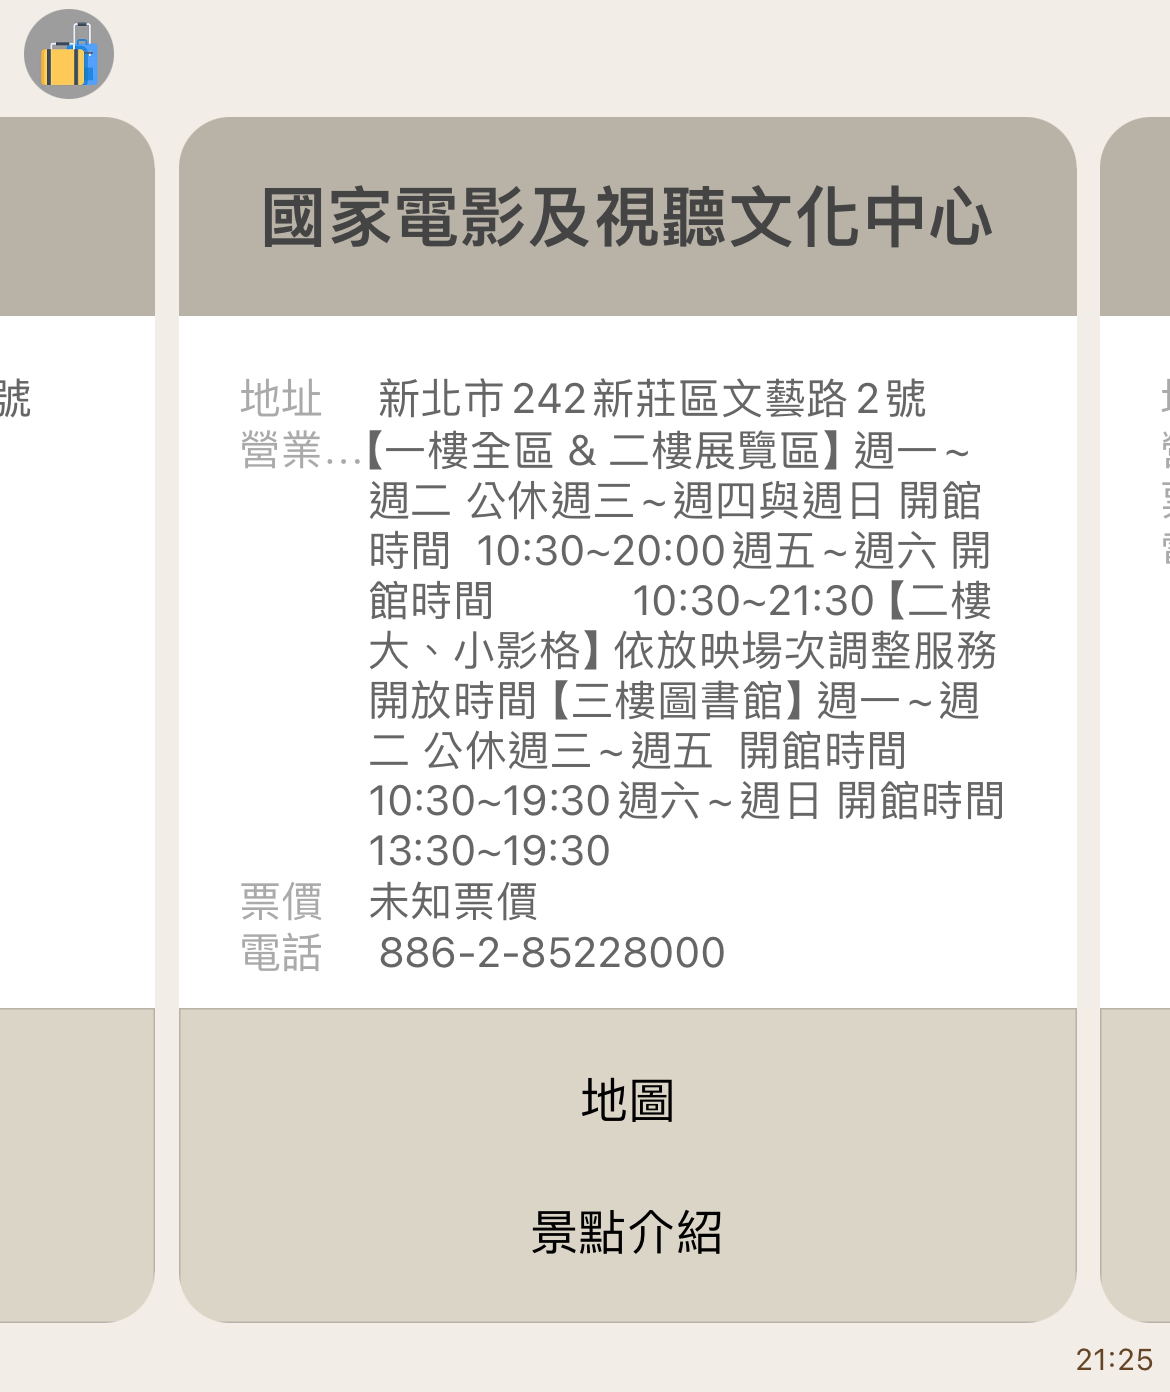 國家電影及視聽文化中心
號
地址 新北市242新莊區文藝路2號
營業...【一樓全區 & 二樓展覽區】週一~
週二 公休週三~週四與週日 開館
時間 10:30~20:00週五~週六 開
館時間 10:30~21:30【二樓
大、小影格】依放映場次調整服務
開放時間【三樓圖書館】週一~週
二 公休週三~週五 開館時間
10:30~19:30週六~週日 開館時間
13:30~19:30
票價 未知票價
電話 886-2-85228000
地圖
景點介紹
21:25